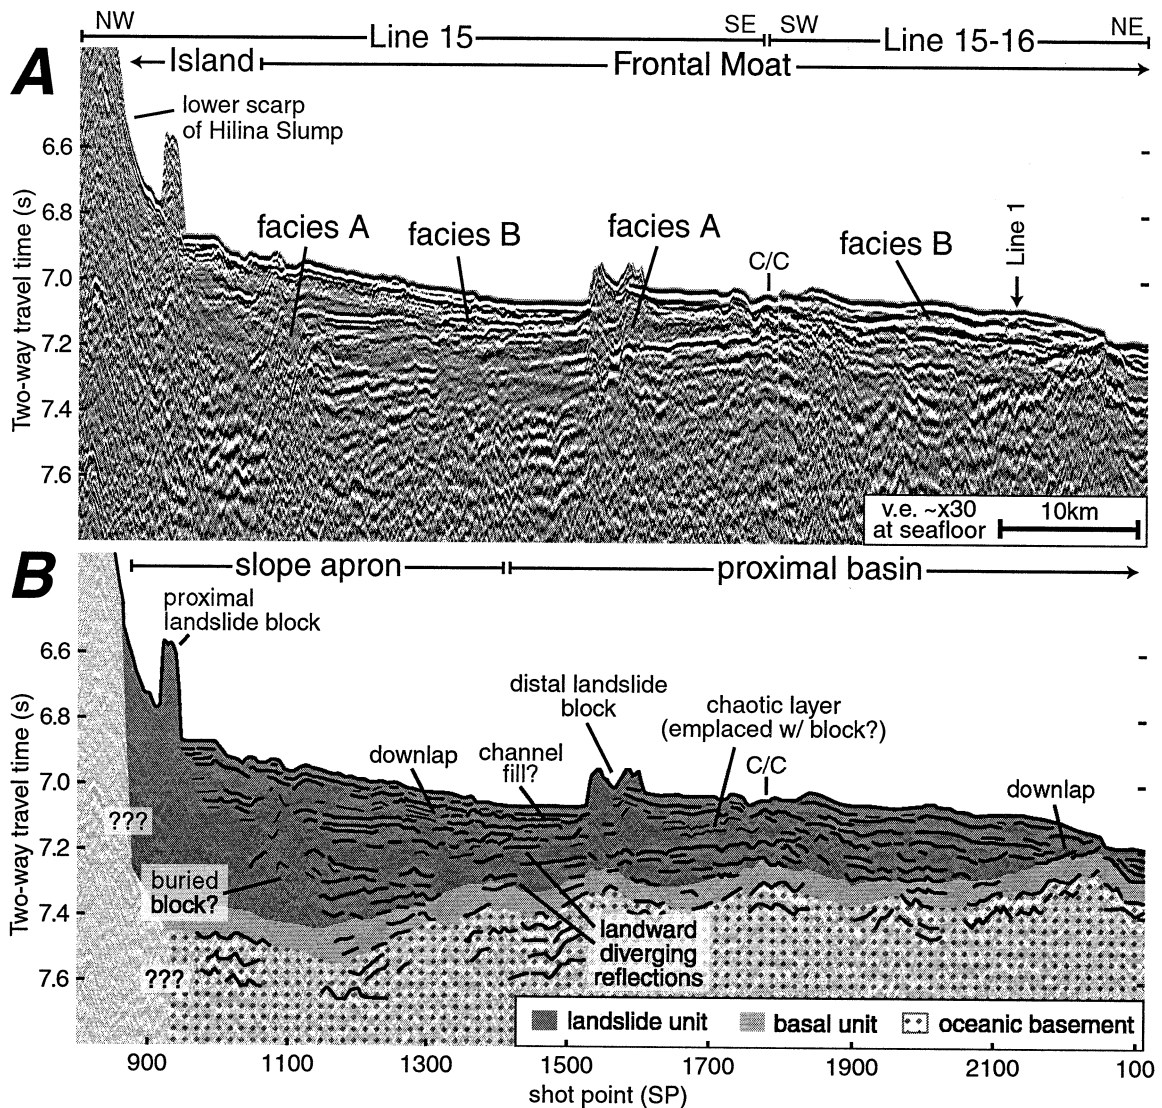 NW
Line 15
SE
SW
Line 15-16
NE
A
Island
Frontal Moat
lower scarp
of Hilina Slump
6.6
6.8
7.0
7.2
7.4
7.6
Two-way travel time (s)
facies A
facies B
facies A
C/C
facies B
Line 1
v.e. ~x30
at seafloor
10km
B
slope apron
proximal basin
proximal
landslide block
6.6
6.8
7.0
7.2
7.4
7.6
Two-way travel time (s)
distal landslide
block
chaotic layer
(emplaced w/ block?)
downlap
channel
fill?
C/C
downlap
???
buried
block?
landward
diverging
reflections
???
landslide unit
basal unit
oceanic basement
900
1100
1300
1500
1700
1900
2100
100
shot point (SP)